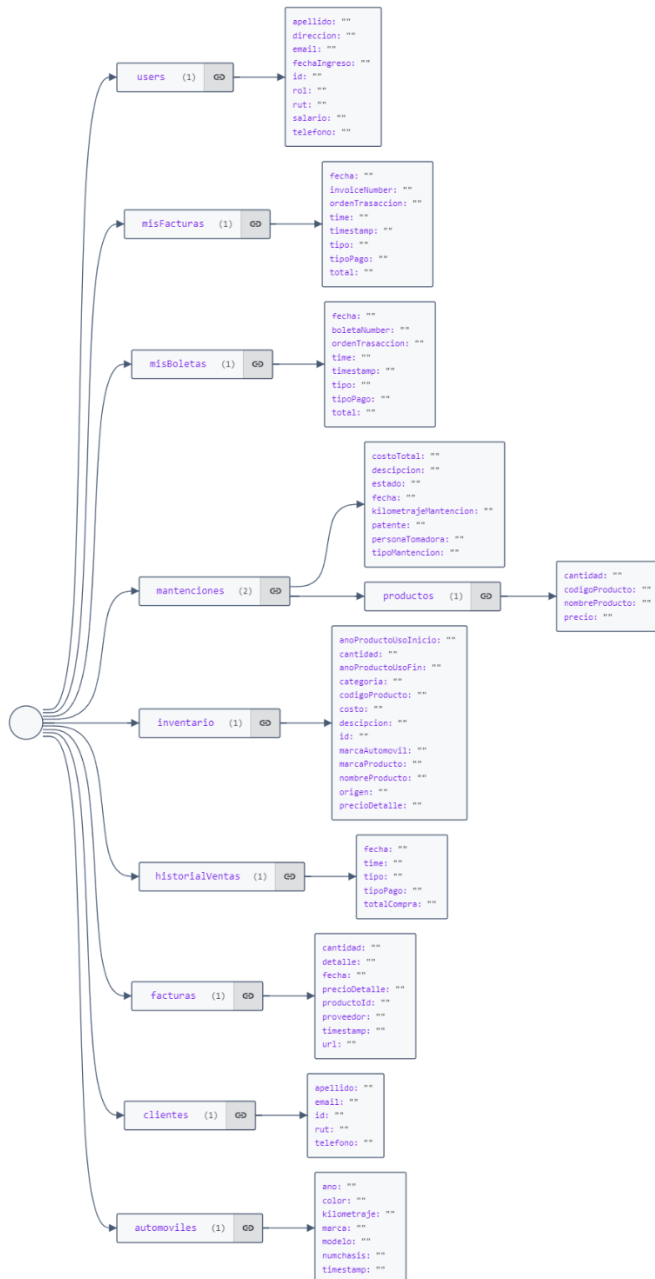 users (1)
apellido: ""
direccion: ""
email: ""
fechaIngreso: ""
id: ""
rol: ""
rut: ""
salario: ""
telefono: ""
misFacturas (1)
fecha: ""
invoiceNumber: ""
ordenTrasaccion: ""
time: ""
timestamp: ""
tipo: ""
tipoPago: ""
total: ""
misBoletas (1)
fecha: ""
boletaNumber: ""
ordenTrasaccion: ""
time: ""
timestamp: ""
tipo: ""
tipoPago: ""
total: ""
mantenciones (2)
costoTotal: ""
descipcion: ""
estado: ""
fecha: ""
kilometrajeMantencion: ""
patente: ""
personaTomadora: ""
tipoMantencion: ""
productos (1)
cantidad: ""
codigoProducto: ""
nombreProducto: ""
precio: ""
inventario (1)
anoProductoUsoInicio: ""
cantidad: ""
anoProductoUsoFin: ""
categoria: ""
codigoProducto: ""
costo: ""
descipcion: ""
id: ""
marcaAutomovil: ""
marcaProducto: ""
nombreProducto: ""
origen: ""
precioDetalle: ""
historialVentas (1)
fecha: ""
time: ""
tipo: ""
tipoPago: ""
totalCompra: ""
facturas (1)
cantidad: ""
detalle: ""
fecha: ""
precioDetalle: ""
productoId: ""
proveedor: ""
timestamp: ""
url: ""
clientes (1)
apellido: ""
email: ""
id: ""
rut: ""
telefono: ""
automoviles (1)
ano: ""
color: ""
kilometraje: ""
marca: ""
modelo: ""
numchasis: ""
timestamp: ""